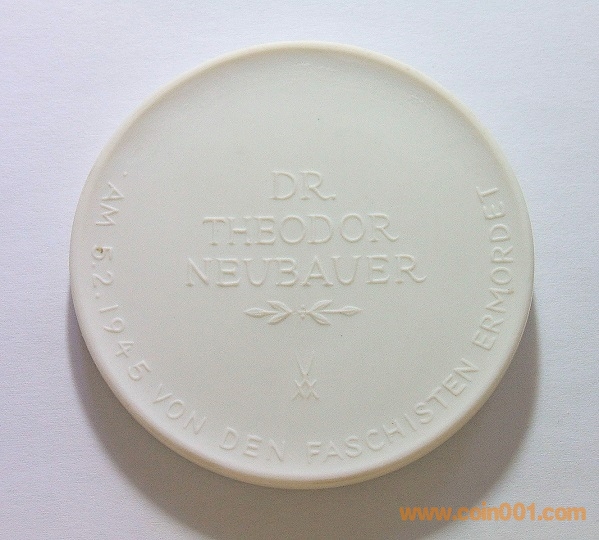 DR.
THEODOR
NEUBAUER
·AM 5.2.1945 VON DEN FASCHISTEN ERMORDET
www.coin001.com